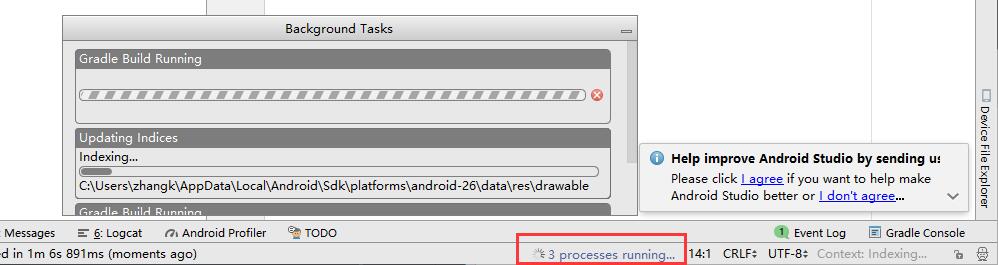 Background Tasks
Gradle Build Running
Updating Indices
Indexing...
C:\Users\zhangk\AppData\Local\Android\Sdk\platforms\android-26\data\res\drawable
Gradle Build Running
Help improve Android Studio by sending us
Please click I agree if you want to help make
Android Studio better or I don't agree...
Device File Explorer
Messages 6: Logcat Android Profiler TODO 1 Event Log Gradle Console
ed in 1m 6s 891ms (moments ago) 3 processes running... 14:1 CRLF UTF-8 Context: Indexing...